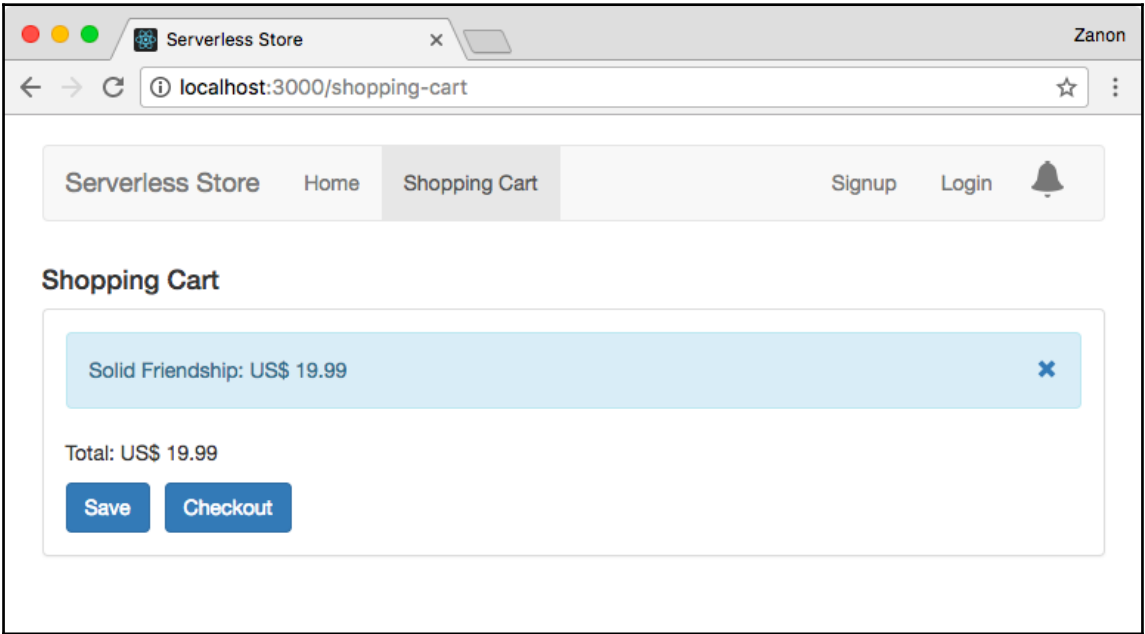 Serverless Store
Zanon
localhost:3000/shopping-cart
Serverless Store Home Shopping Cart Signup Login
Shopping Cart
Solid Friendship: US$ 19.99
Total: US$ 19.99
Save Checkout